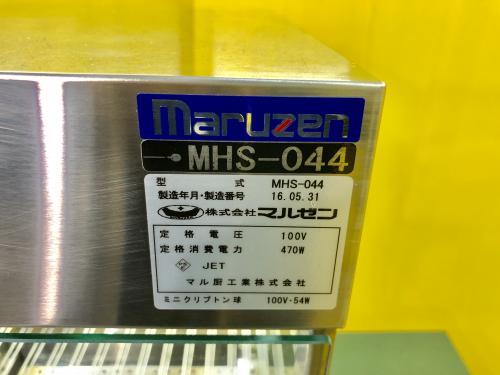 maruzen
MHS-044
型式 MHS-044
製造年月・製造番号 16.05.31
株式会社マルゼン
定格電圧 100V
定格消費電力 470W
JET
マル厨工業株式会社
ミニクリプトン球 100V・54W